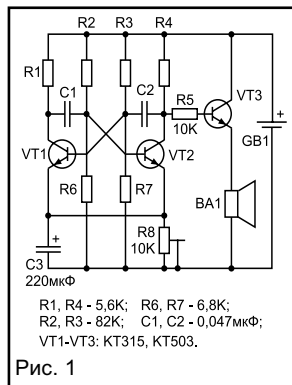 R2 R3 R4
R1
C1 C2
R5
10K
VT3
VT1
VT2
GB1
R6
R7
BA1
R8
10K
C3
220мкФ
R1, R4 - 5,6K; R6, R7 - 6,8K;
R2, R3 - 82K; C1, C2 - 0,047мкФ;
VT1-VT3: КТ315, КТ503.
Рис. 1